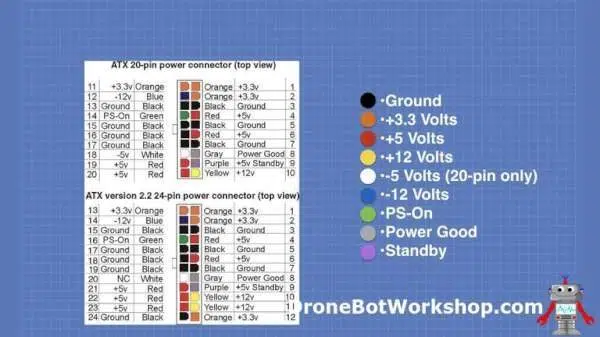 ATX 20-pin power connector (top view)
11 +3.3v Orange Orange +3.3v 1
12 -12v Blue Orange +3.3v 2
13 Ground Black Black Ground 3
14 PS-On Green Red +5v 4
15 Ground Black Black Ground 5
16 Ground Black Red +5v 6
17 Ground Black Black Ground 7
18 -5v White Gray Power Good 8
19 +5v Red Purple +5v Standby 9
20 +5v Red Yellow +12v 10
ATX version 2.2 24-pin power connector (top view)
13 +3.3v Orange Orange +3.3v 1
14 -12v Blue Orange +3.3v 2
15 Ground Black Black Ground 3
16 PS-On Green Red +5v 4
17 Ground Black Black Ground 5
18 Ground Black Red +5v 6
19 Ground Black Black Ground 7
20 NC White Gray Power Good 8
21 +5v Red Purple +5v Standby 9
22 +5v Red Yellow +12v 10
23 +5v Red Yellow +12v 11
24 Ground Black Orange +3.3v 12
•Ground
•+3.3 Volts
•+5 Volts
•+12 Volts
•-5 Volts (20-pin only)
•-12 Volts
•PS-On
•Power Good
•Standby
DroneBotWorkshop.com